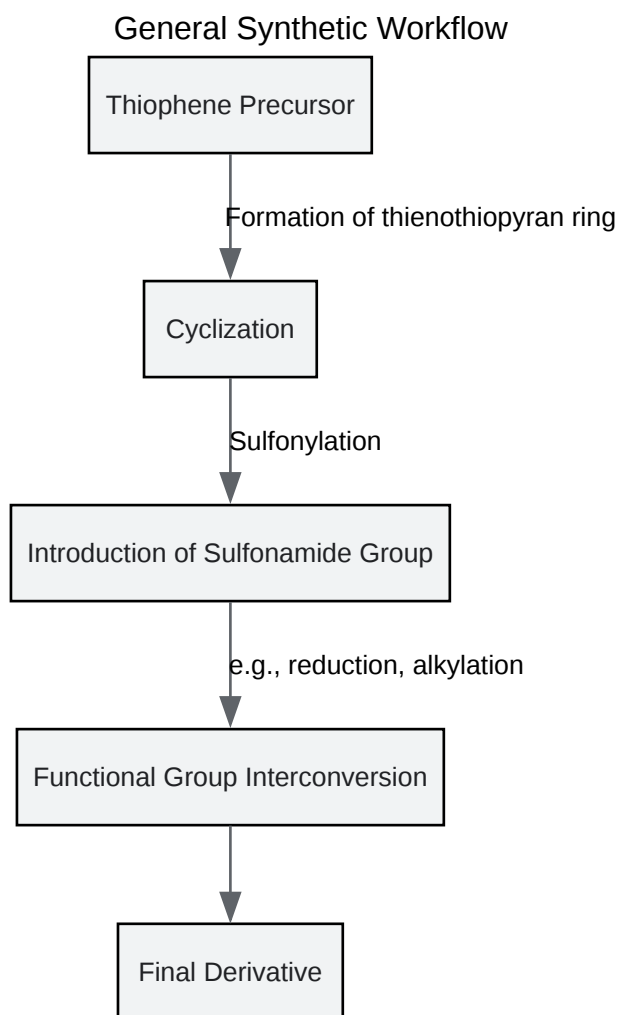 General Synthetic Workflow
Thiophene Precursor
Formation of thienothiopyran ring
Cyclization
Sulfonylation
Introduction of Sulfonamide Group
e.g., reduction, alkylation
Functional Group Interconversion
Final Derivative